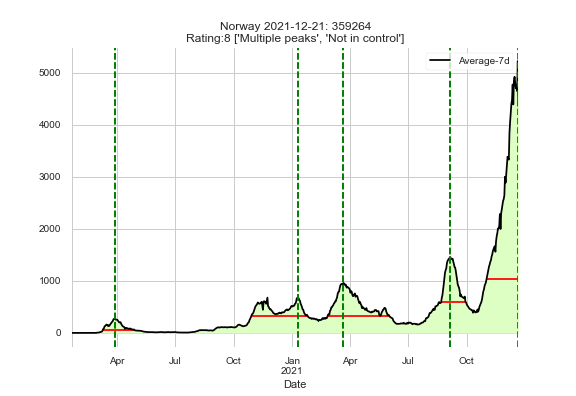 Norway 2021-12-21: 359264
Rating:8 ['Multiple peaks', 'Not in control']
Average-7d
5000
4000
3000
2000
1000
0
Apr Jul Oct Jan Apr Jul Oct
2021
Date